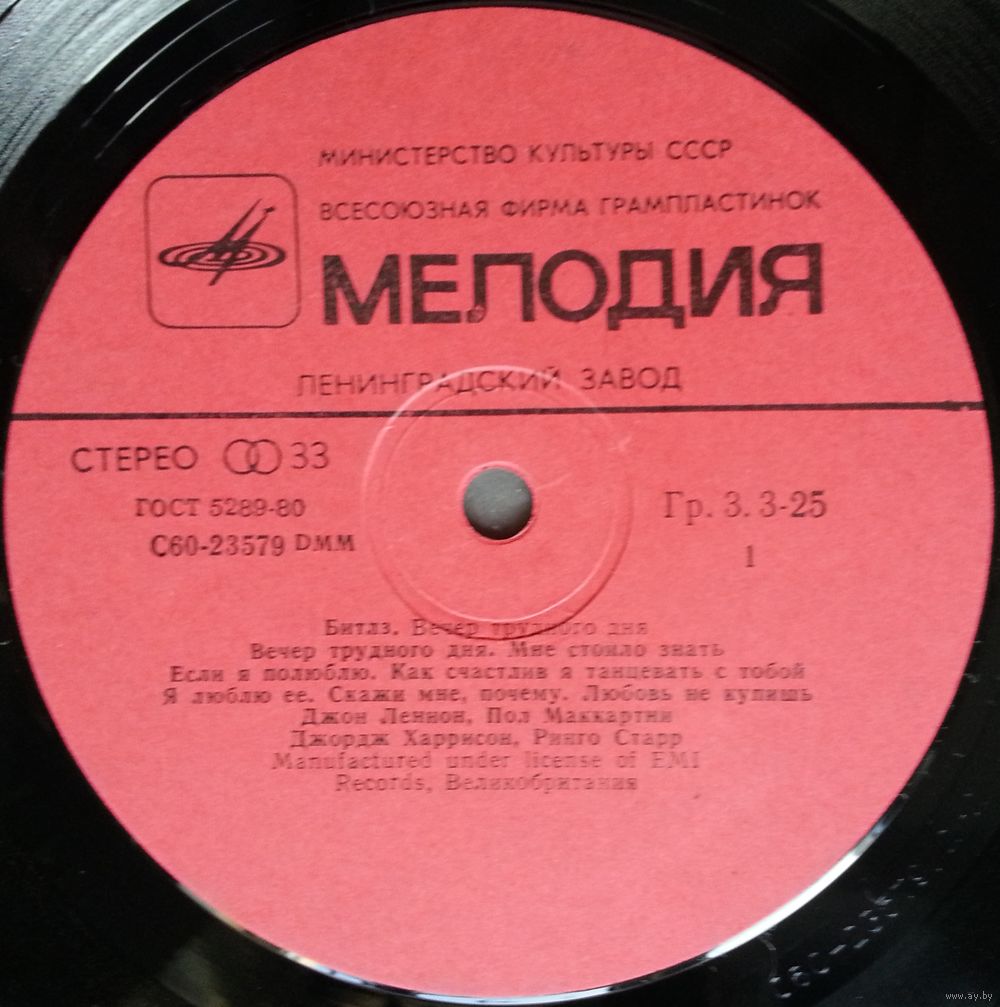 МИНИСТЕРСТВО КУЛЬТУРЫ СССР
ВСЕСОЮЗНАЯ ФИРМА ГРАМПЛАСТИНОК
МЕЛОДИЯ
ЛЕНИНГРАДСКИЙ ЗАВОД
СТЕРЕО 33
ГОСТ 5289-80
С60-23579 DMM
Гр. 3. 3-25
1
Битлз. Вечер трудного дня
Вечер трудного дня. Мне стоило знать
Если я полюблю. Как счастлив я танцевать с тобой
Я люблю ее. Скажи мне, почему. Любовь не купишь
Джон Леннон, Пол Маккартни
Джордж Харрисон, Ринго Старр
Manufactured under license of EMI
Records, Великобритания
www.ay.by